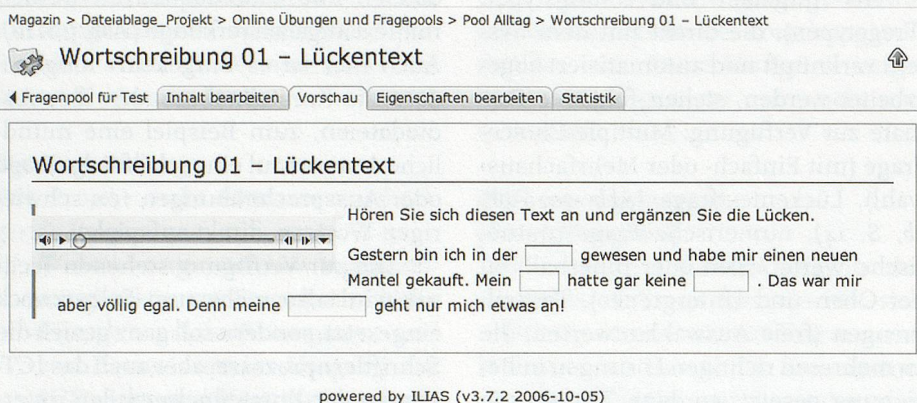 Magazin > Dateiablage_Projekt > Online Übungen und Fragepools > Pool Alltag > Wortschreibung 01 – Lückentext
Wortschreibung 01 – Lückentext
Fragenpool für Test Inhalt bearbeiten Vorschau Eigenschaften bearbeiten Statistik
Wortschreibung 01 – Lückentext
Hören Sie sich diesen Text an und ergänzen Sie die Lücken.
Gestern bin ich in der gewesen und habe mir einen neuen
Mantel gekauft. Mein hatte gar keine . Das war mir
aber völlig egal. Denn meine geht nur mich etwas an!
powered by ILIAS (v3.7.2 2006-10-05)